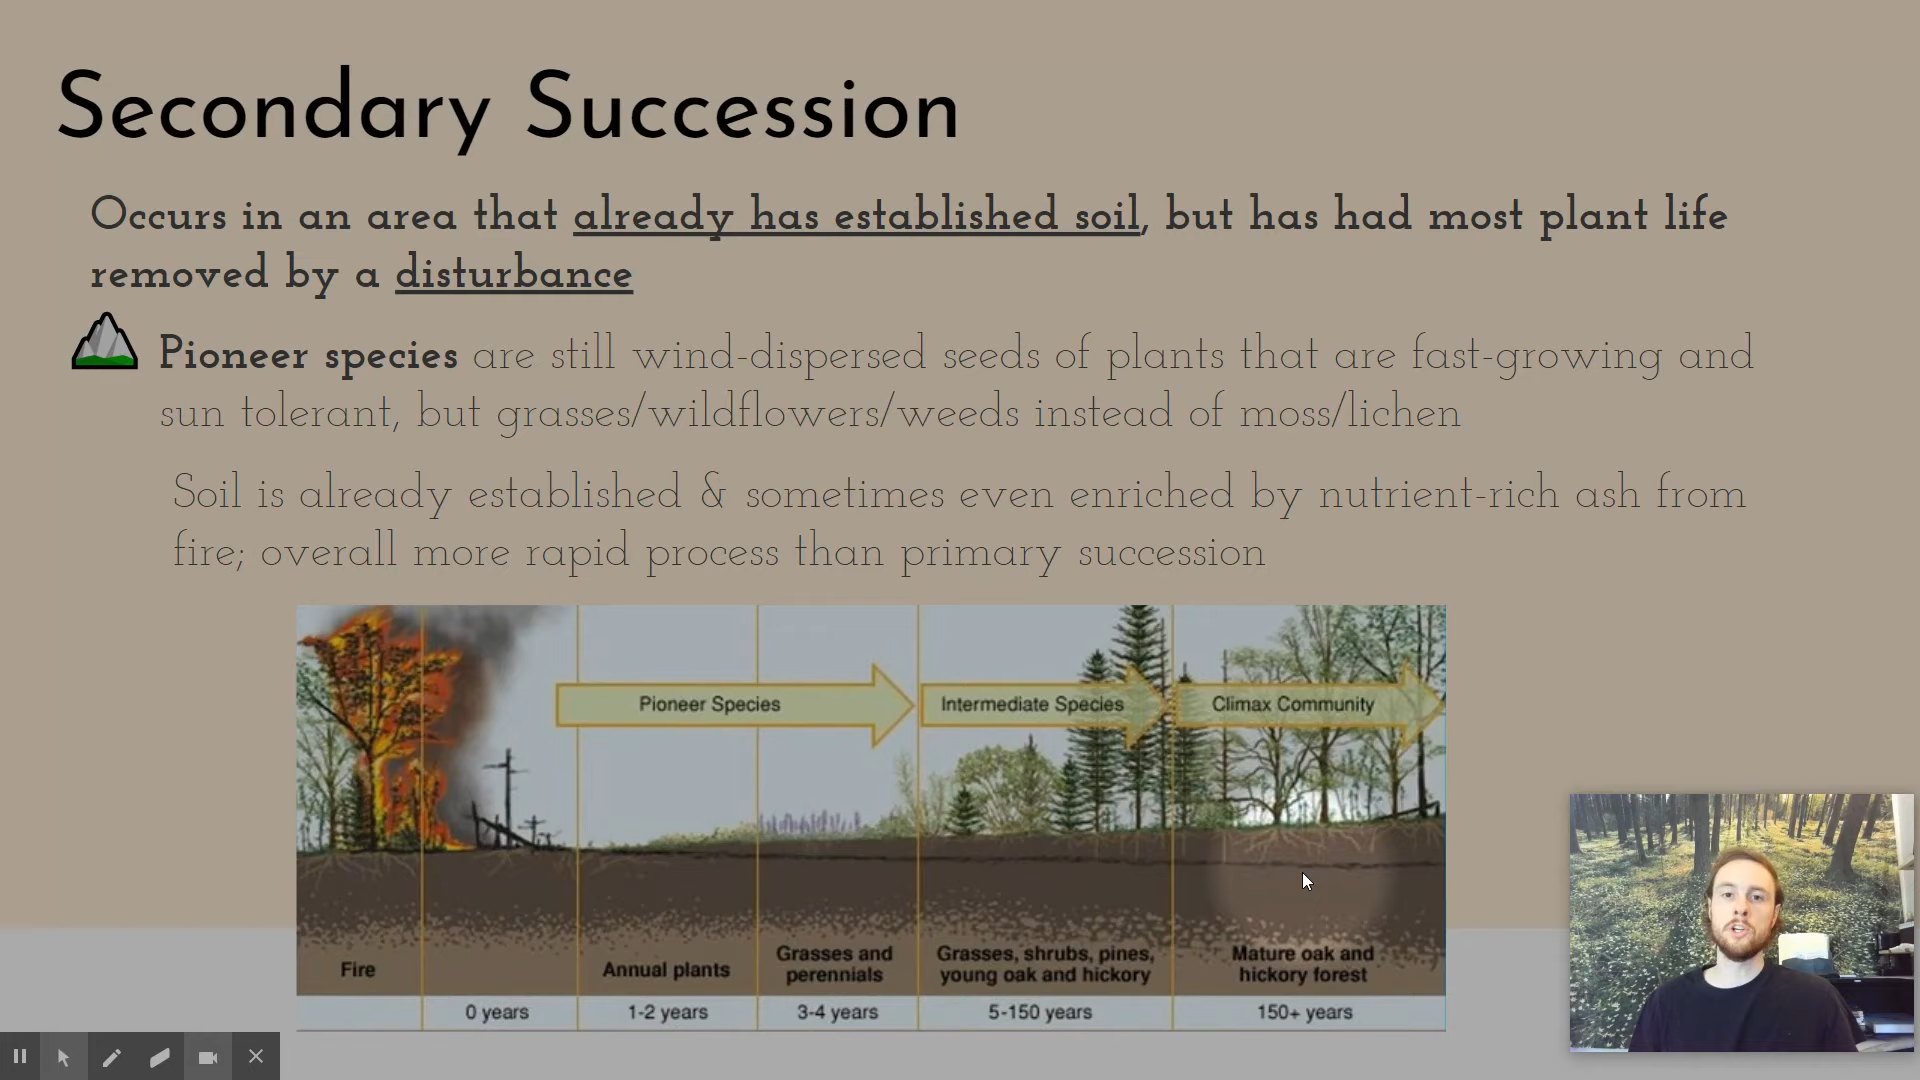 Secondary Succession
Occurs in an area that already has established soil, but has had most plant life
removed by a disturbance
Pioneer species are still wind-dispersed seeds of plants that are fast-growing and
sun tolerant, but grasses/wildflowers/weeds instead of moss/lichen
Soil is already established & sometimes even enriched by nutrient-rich ash from
fire; overall more rapid process than primary succession
Pioneer Species
Intermediate Species
Climax Community
Fire
Annual plants
Grasses and
perennials
Grasses, shrubs, pines,
young oak and hickory
Mature oak and
hickory forest
0 years
1-2 years
3-4 years
5-150 years
150+ years